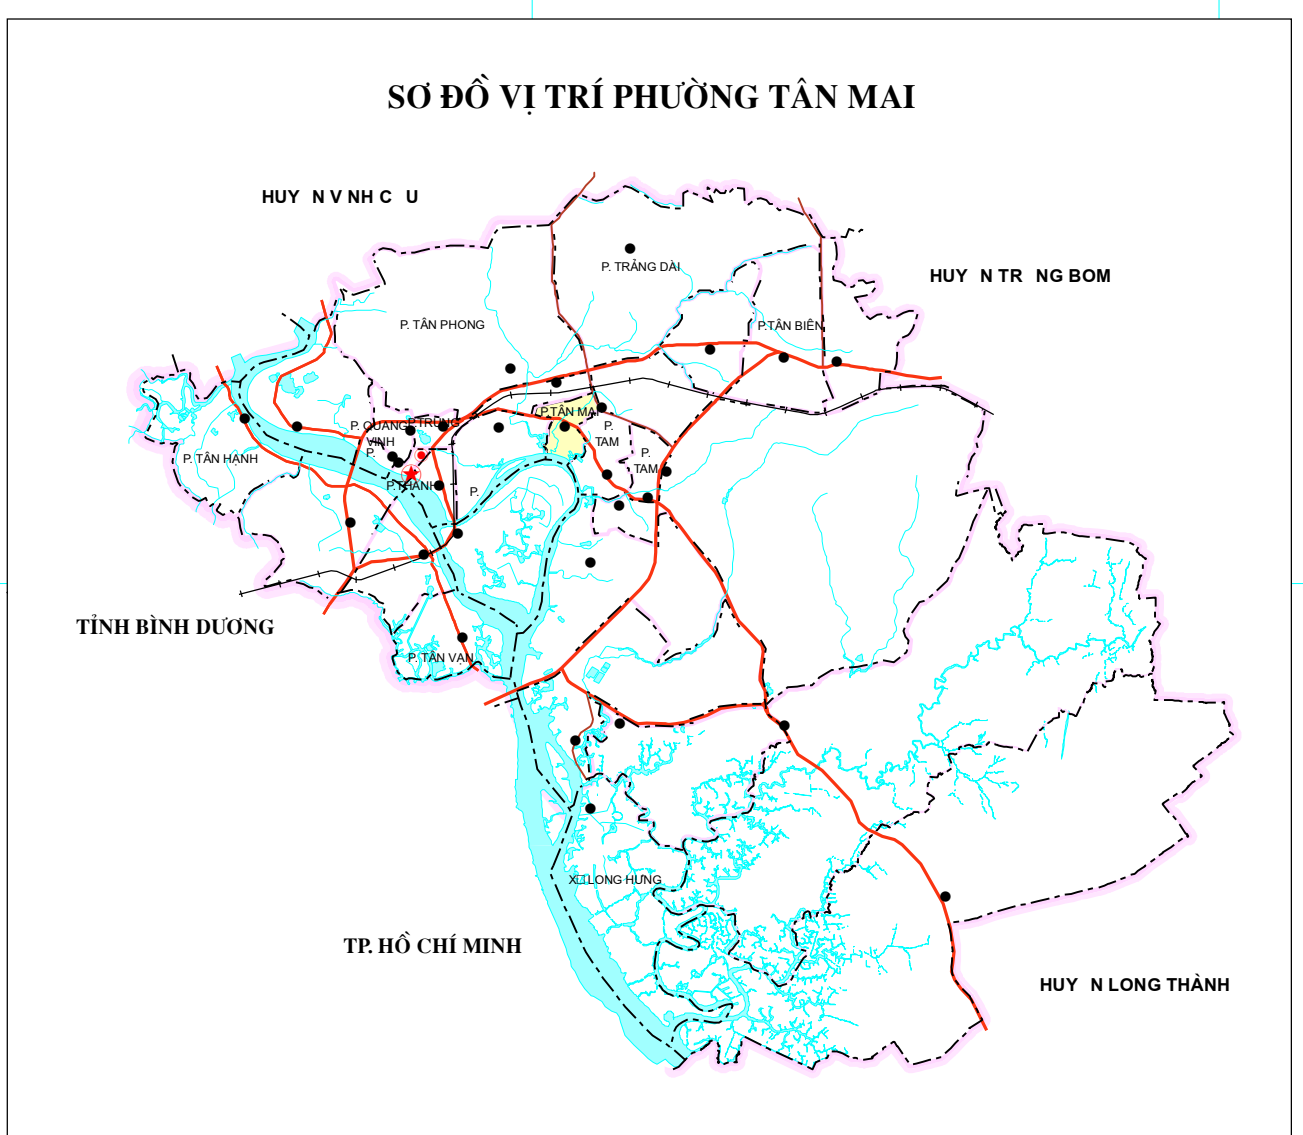 SƠ ĐỒ VỊ TRÍ PHƯỜNG TÂN MAI
HUY N V NH C U
P. TRẢNG DÀI
HUY N TR NG BOM
P. TÂN PHONG
P.TÂN BIÊN
P.TÂN MAI
P. QUANG
VINH
P.TRUNG
P.
TAM
P.
TAM
P. TÂN HẠNH
P.
P.THANH
P.
TỈNH BÌNH DƯƠNG
P. TÂN VẠN
X LONG HƯNG
TP. HỒ CHÍ MINH
HUY N LONG THÀNH